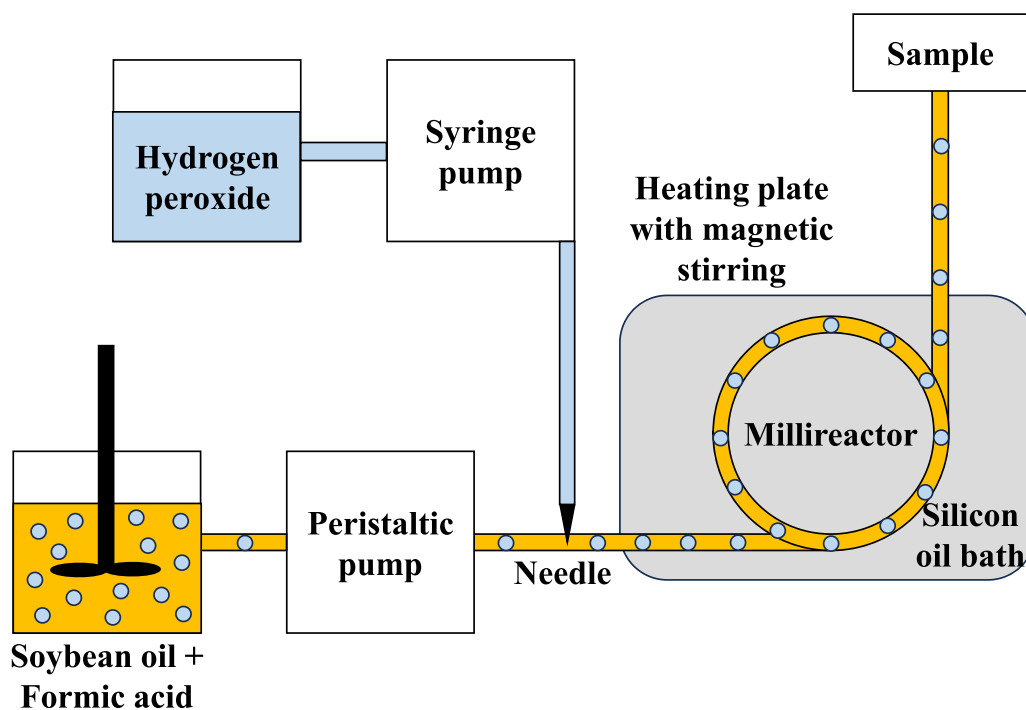 Sample
Hydrogen
peroxide
Syringe
pump
Heating plate
with magnetic
stirring
Millireactor
Silicon
oil bath
Peristaltic
pump
Needle
Soybean oil +
Formic acid